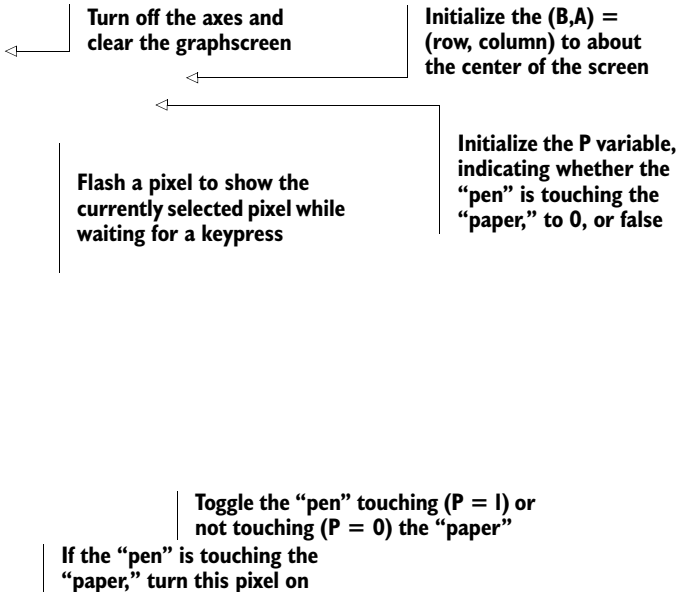 Turn off the axes and
clear the graphscreen
Initialize the (B,A) =
(row, column) to about
the center of the screen
Initialize the P variable,
indicating whether the
“pen” is touching the
“paper,” to 0, or false
Flash a pixel to show the
currently selected pixel while
waiting for a keypress
Toggle the “pen” touching (P = 1) or
not touching (P = 0) the “paper”
If the “pen” is touching the
“paper,” turn this pixel on